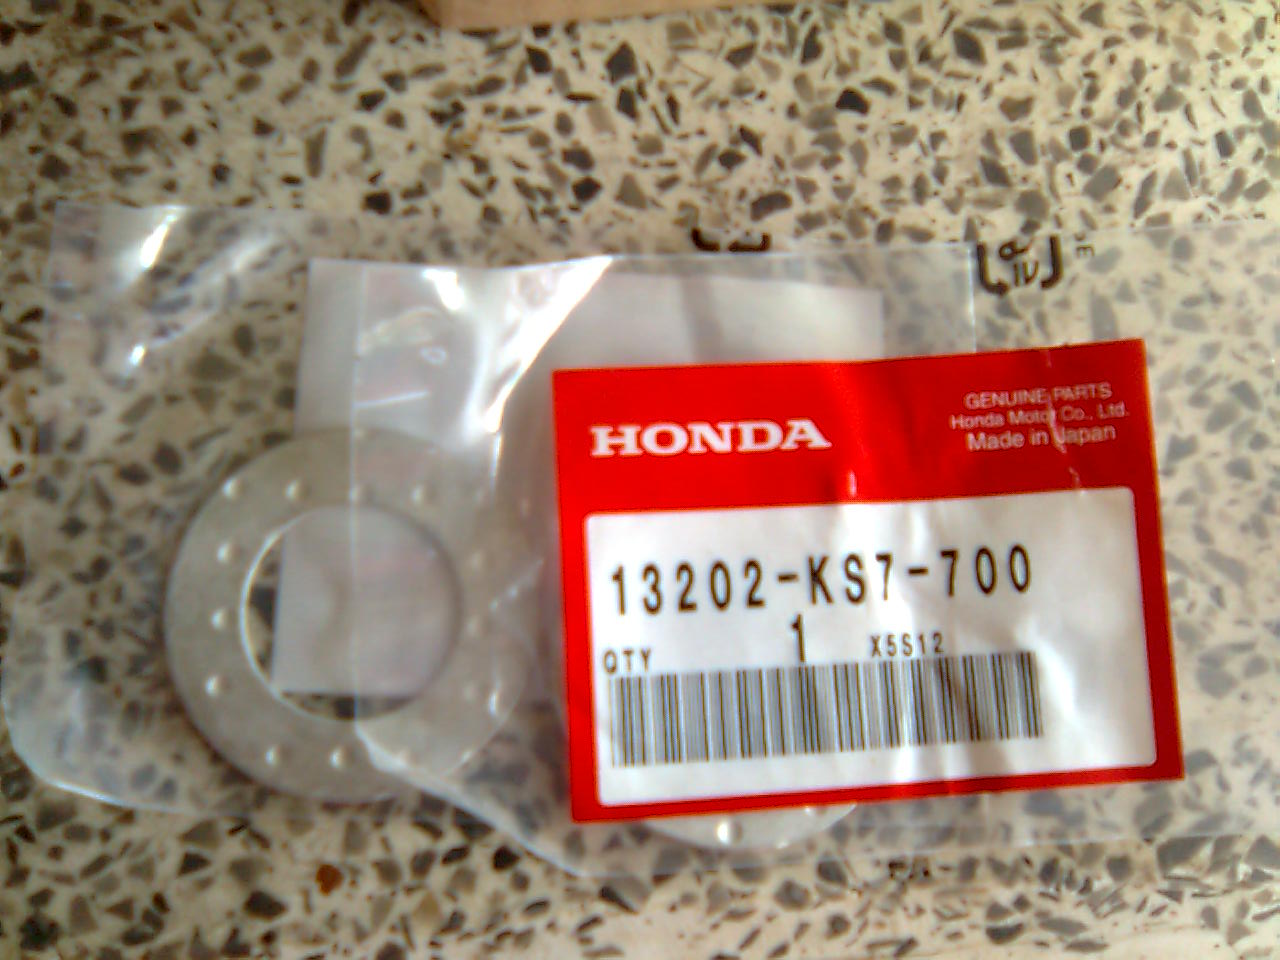 HONDA
GENUINE PARTS
Honda Motor Co., Ltd.
Made in Japan
13202-KS7-700
QTY 1 X5S12